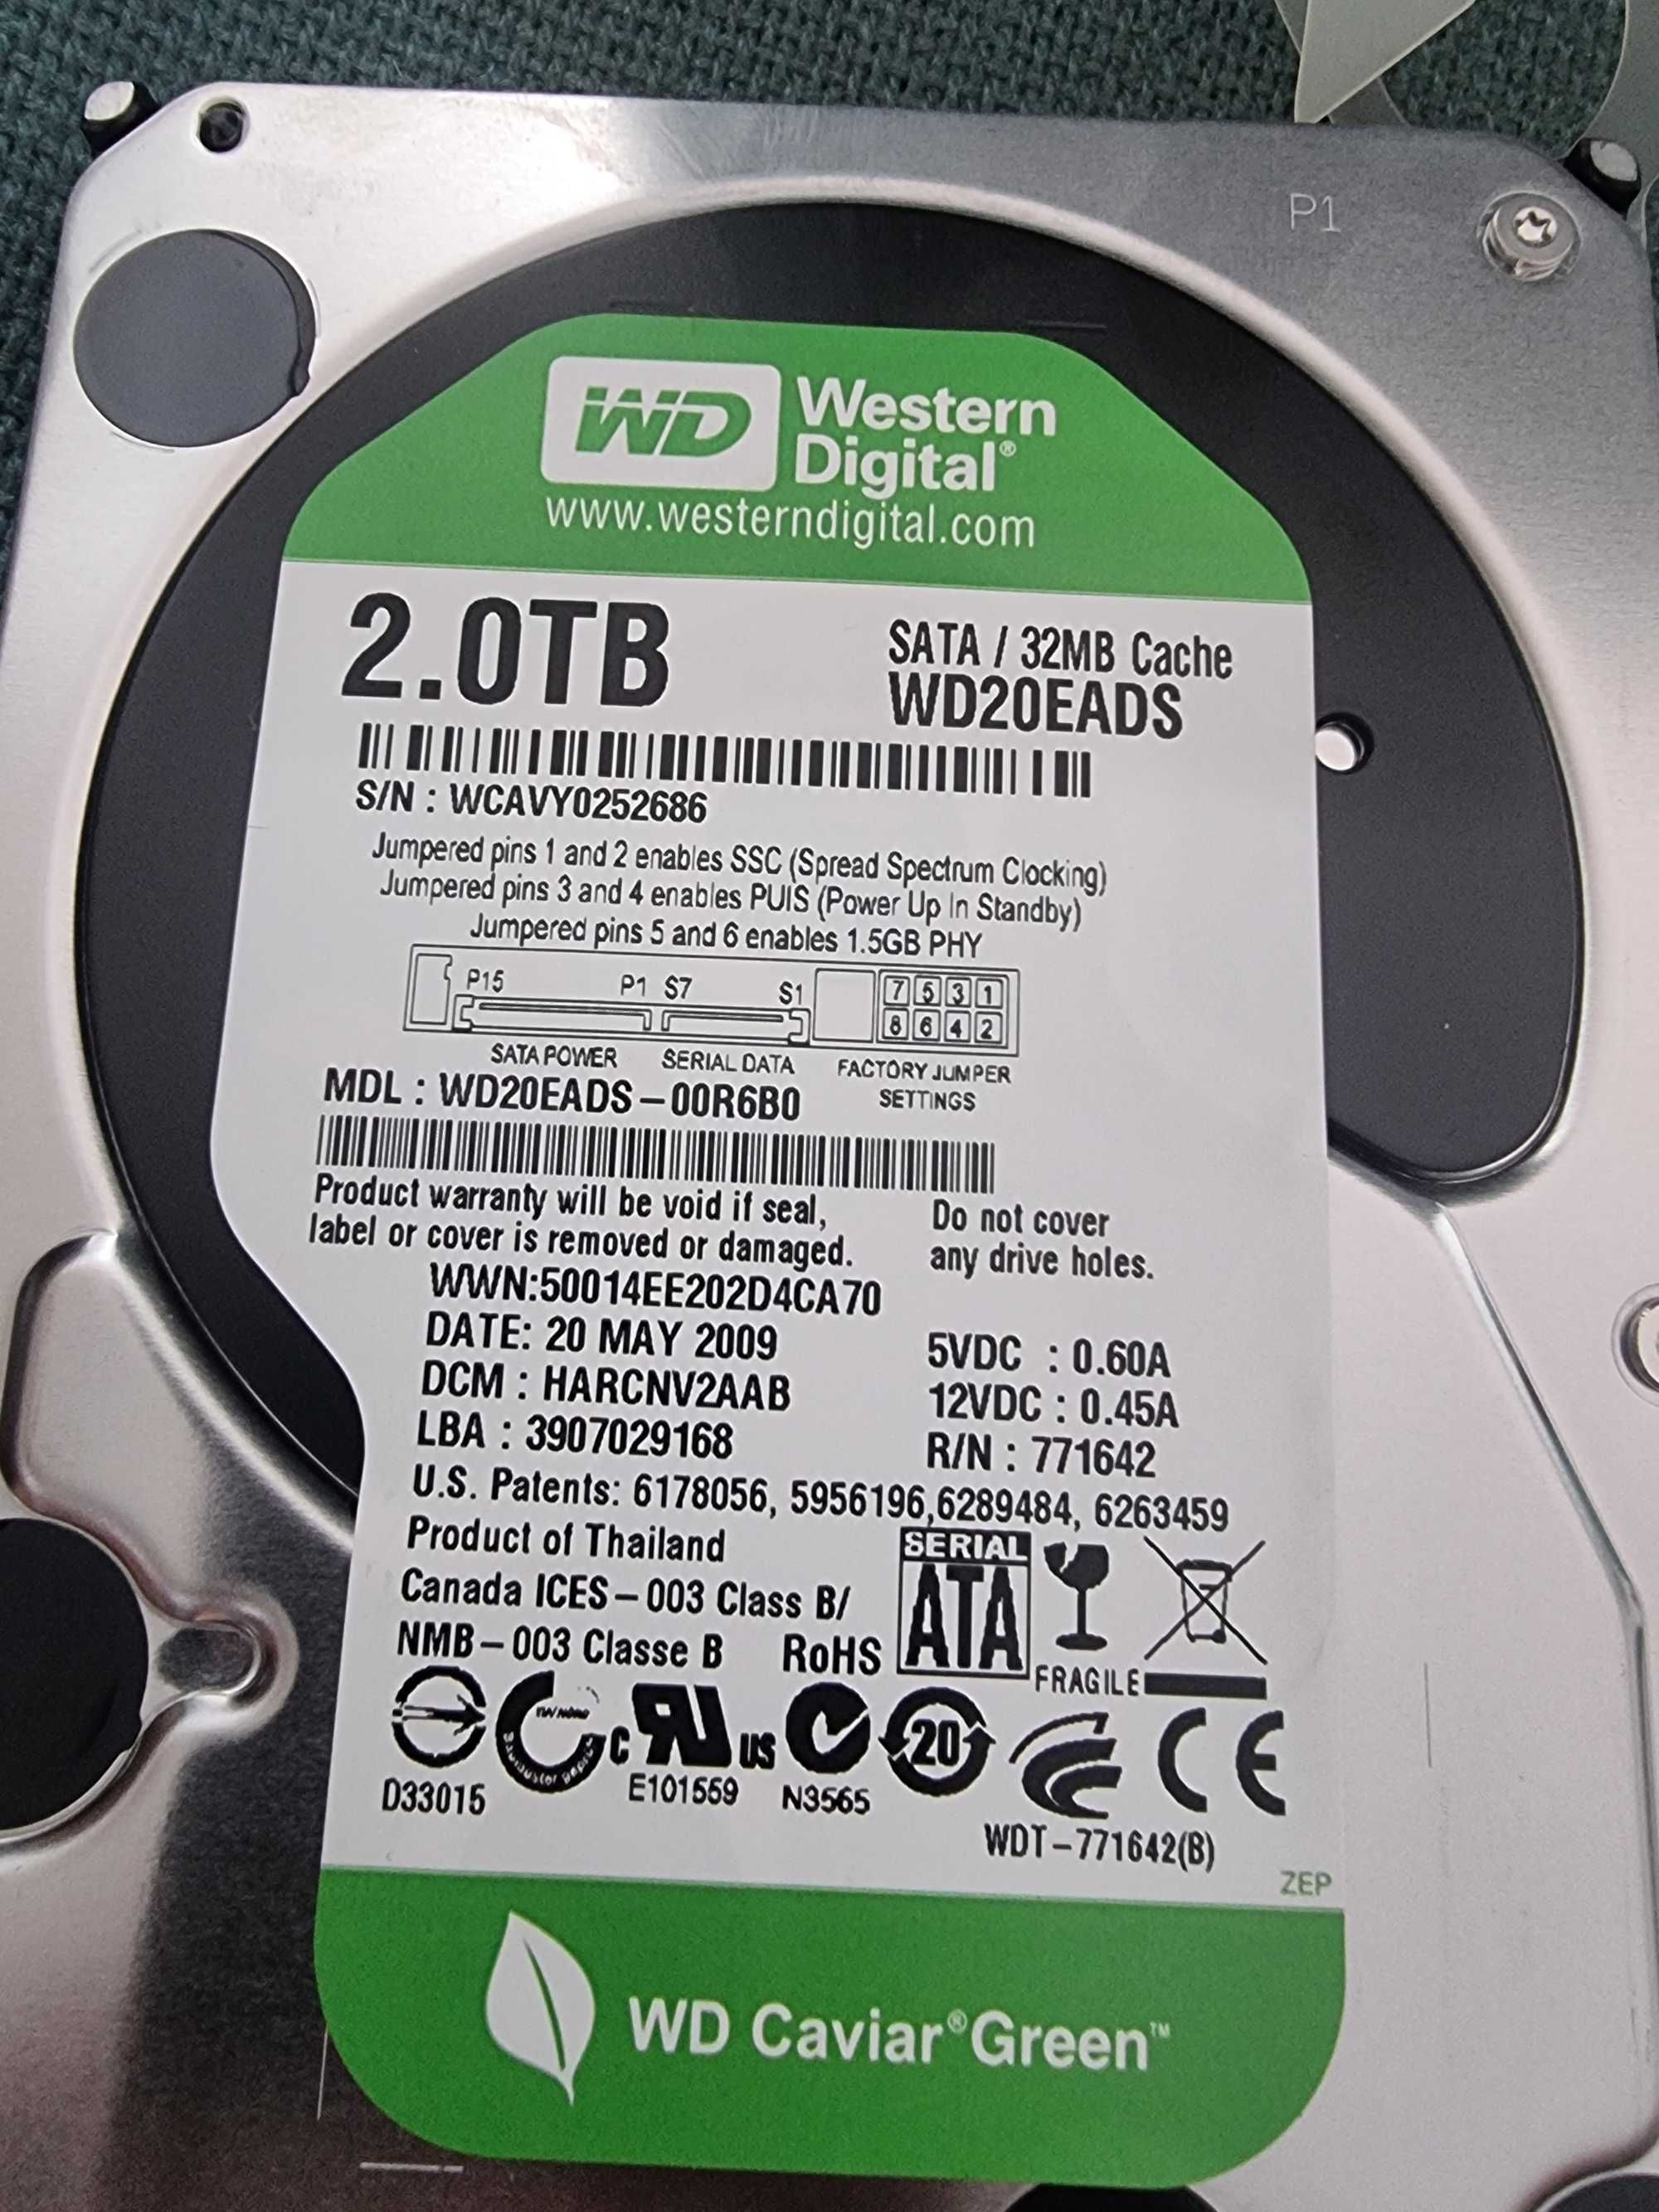 P1
WD Western
Digital®
www.westerndigital.com
2.0TB
SATA / 32MB Cache
WD20EADS
S/N : WCAVY0252686
Jumpered pins 1 and 2 enables SSC (Spread Spectrum Clocking)
Jumpered pins 3 and 4 enables PUIS (Power Up In Standby)
Jumpered pins 5 and 6 enables 1.5GB PHY
P15 P1 S7 S1 7 5 3 1
8 6 4 2
SATA POWER SERIAL DATA FACTORY JUMPER
SETTINGS
MDL : WD20EADS – 00R6B0
Product warranty will be void if seal,
label or cover is removed or damaged.
Do not cover
any drive holes.
WWN:50014EE202D4CA70
DATE: 20 MAY 2009
DCM : HARCNV2AAB
LBA : 3907029168
5VDC : 0.60A
12VDC : 0.45A
R/N : 771642
U.S. Patents: 6178056, 5956196,6289484, 6263459
Product of Thailand
Canada ICES – 003 Class B/
NMB – 003 Classe B RoHS
SERIAL
ATA
FRAGILE
C US 20 CE
D33015 E101559 N3565
WDT – 771642(B)
ZEP
WD Caviar® Green™